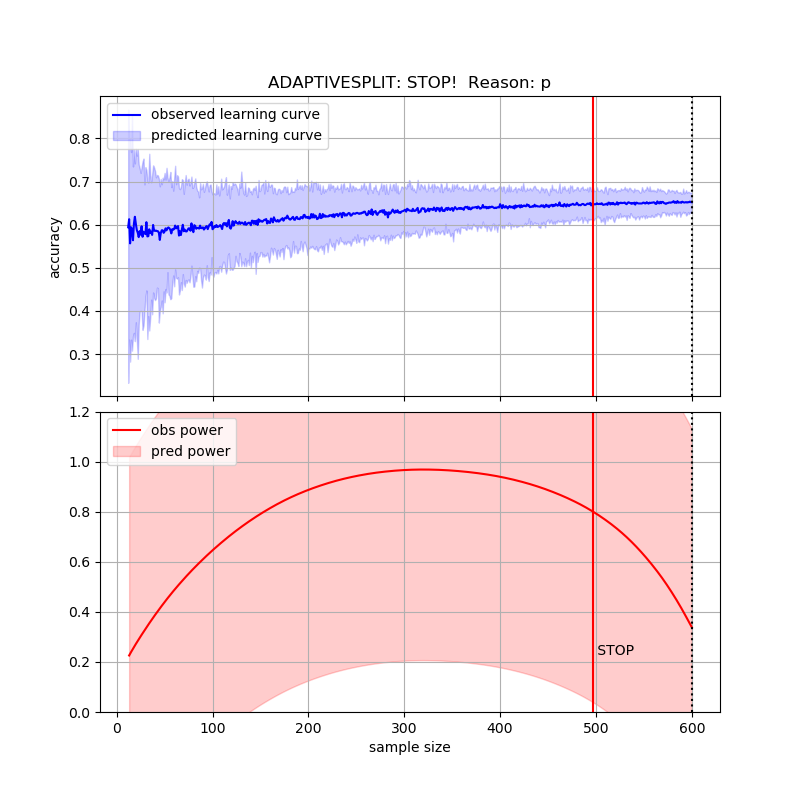 ADAPTIVESPLIT: STOP!  Reason: p
observed learning curve
predicted learning curve
accuracy
0.8
0.7
0.6
0.5
0.4
0.3
obs power
pred power
1.2
1.0
0.8
0.6
0.4
0.2
0.0
STOP
0 100 200 300 400 500 600
sample size